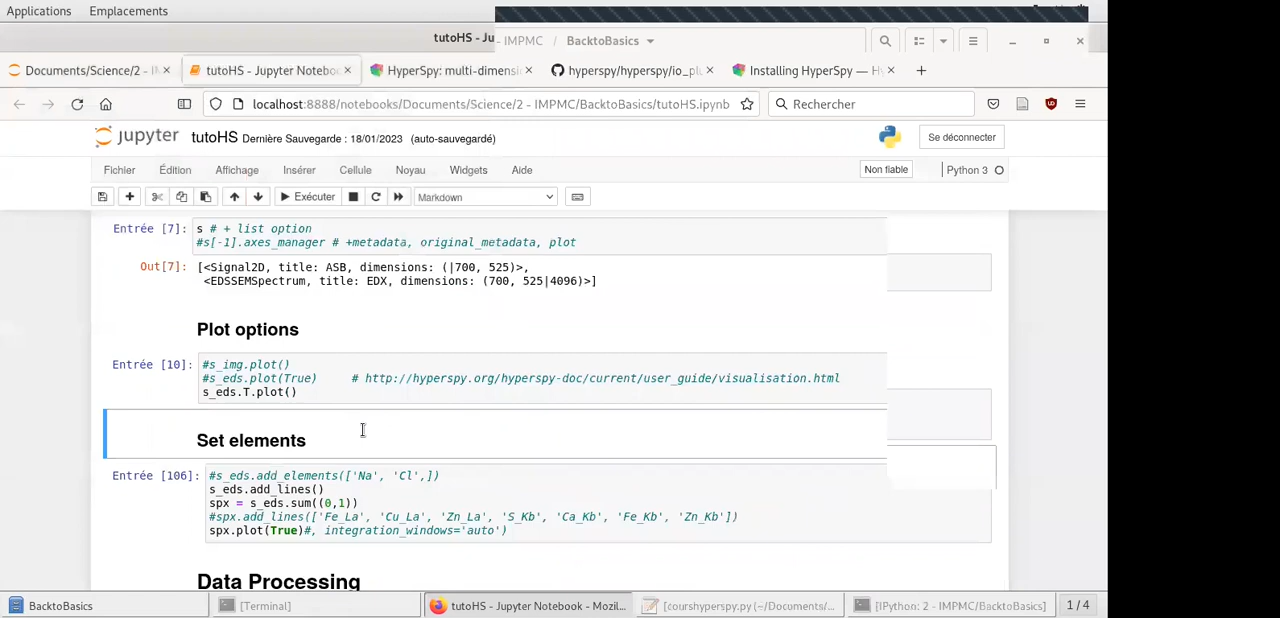 Applications Emplacements
tutoHS - Ju
- IMPMC / BacktoBasics
Documents/Science/2 - I
tutoHS - Jupyter Noteboo
HyperSpy: multi-dimensi
hyperspy/hyperspy/io_pl
Installing HyperSpy — H
localhost:8888/notebooks/Documents/Science/2 - IMPMC/BacktoBasics/tutoHS.ipynb
Rechercher
jupyter tutoHS Dernière Sauvegarde : 18/01/2023 (auto-sauvegardé)
Se déconnecter
Fichier Édition Affichage Insérer Cellule Noyau Widgets Aide
Non fiable
Python 3
Exécuter
Markdown
Entrée [7]: s # + list option
#s[-1].axes_manager # +metadata, original_metadata, plot
Out[7]: [<Signal2D, title: ASB, dimensions: (|700, 525)>,
<EDSSEMSpectrum, title: EDX, dimensions: (700, 525|4096)>]
Plot options
Entrée [10]: #s_img.plot()
#s_eds.plot(True) # http://hyperspy.org/hyperspy-doc/current/user_guide/visualisation.html
s_eds.T.plot()
Set elements
Entrée [106]: #s_eds.add_elements(['Na', 'Cl',])
s_eds.add_lines()
spx = s_eds.sum((0,1))
#spx.add_lines(['Fe_La', 'Cu_La', 'Zn_La', 'S_Kb', 'Ca_Kb', 'Fe_Kb', 'Zn_Kb'])
spx.plot(True)#, integration_windows='auto')
Data Processing
BacktoBasics
[Terminal]
tutoHS - Jupyter Notebook - Mozil...
[courshyperspy.py (~/Documents/...
[IPython: 2 - IMPMC/BacktoBasics]
1 / 4